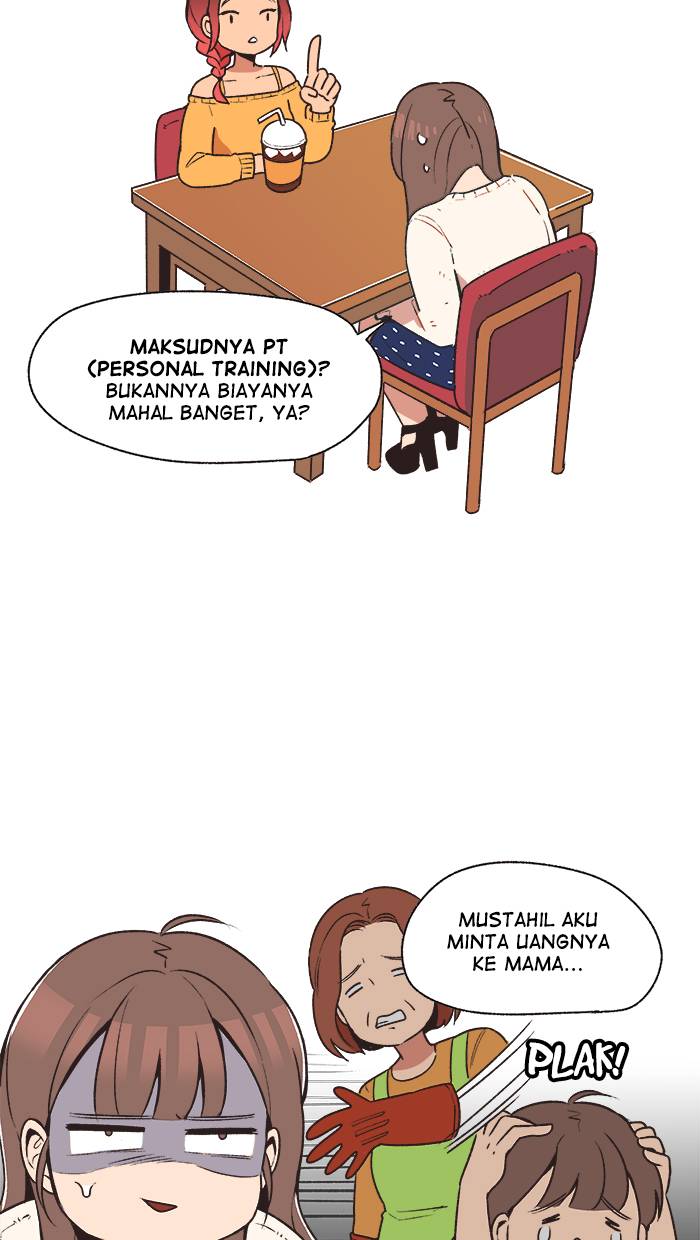 MAKSUDNYA PT
(PERSONAL TRAINING)?
BUKANNYA BIAYANYA
MAHAL BANGET, YA?
MUSTAHIL AKU
MINTA UANGNYA
KE MAMA...
PLAK!